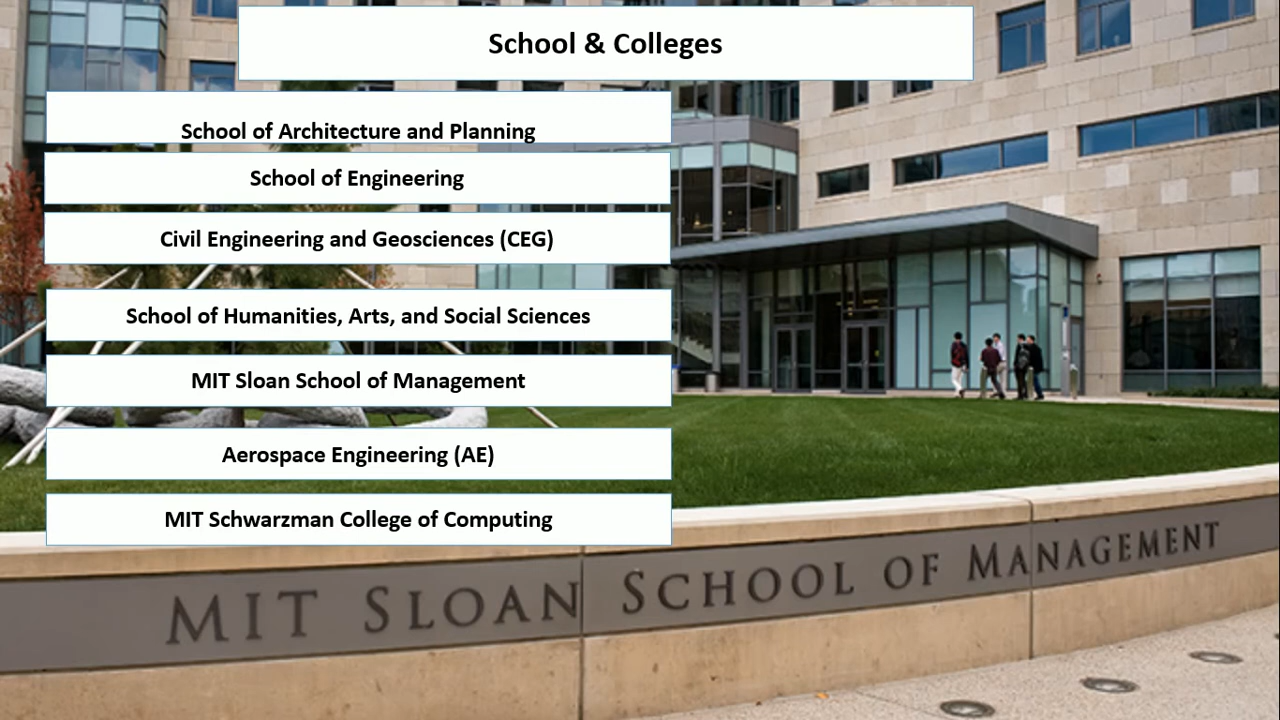 School & Colleges
School of Architecture and Planning
School of Engineering
Civil Engineering and Geosciences (CEG)
School of Humanities, Arts, and Social Sciences
MIT Sloan School of Management
Aerospace Engineering (AE)
MIT Schwarzman College of Computing
MIT SLOAN SCHOOL OF MANAGEMENT